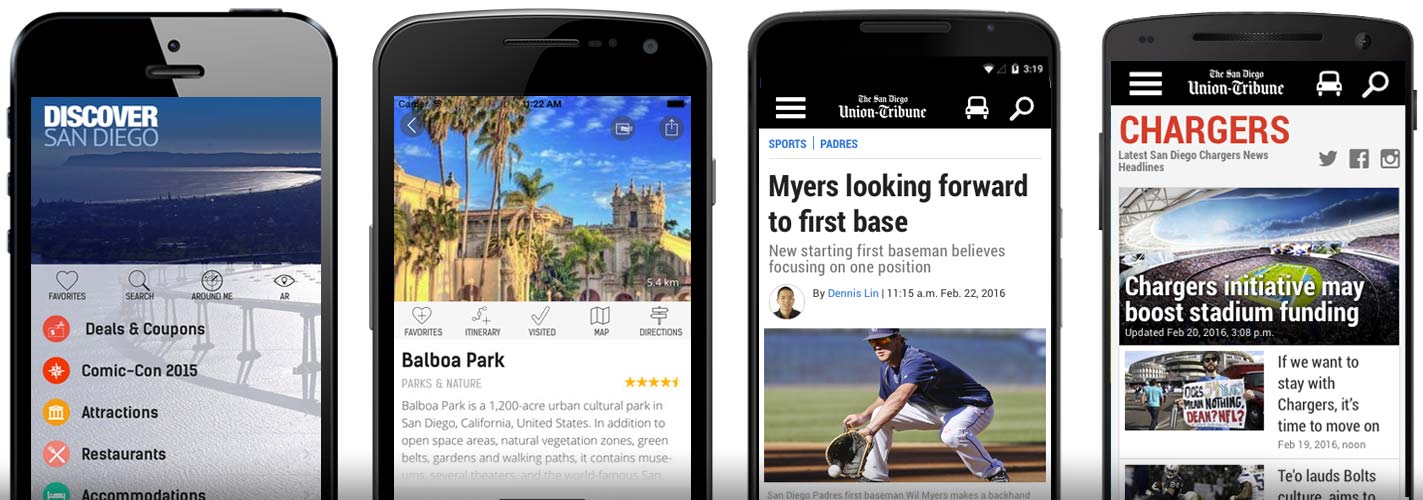 DISCOVER
SAN DIEGO
FAVORITES
SEARCH
AROUND ME
AR
Deals & Coupons
Comic-Con 2015
Attractions
Restaurants
Accommodations
Carrier 11:22 AM
5.4 km
FAVORITES
ITINERARY
VISITED
MAP
DIRECTIONS
Balboa Park
PARKS & NATURE
Balboa Park is a 1,200-acre urban cultural park in
San Diego, California, United States. In addition to
open space areas, natural vegetation zones, green
belts, gardens and walking paths, it contains muse-
ums, several theaters, and the world-famous San
3:19
The San Diego
Union-Tribune
SPORTS | PADRES
Myers looking forward
to first base
New starting first baseman believes
focusing on one position
By Dennis Lin | 11:15 a.m. Feb. 22, 2016
San Diego Padres first baseman Wil Myers makes a backhand
The San Diego
Union-Tribune
CHARGERS
Latest San Diego Chargers News
Headlines
Chargers initiative may
boost stadium funding
Updated Feb 20, 2016, 3:08 p.m.
DOES
MEAN NOTHING,
DEAN? NFL?
If we want to
stay with
Chargers, it's
time to move on
Feb 19, 2016, noon
Te'o lauds Bolts
culture, aims to